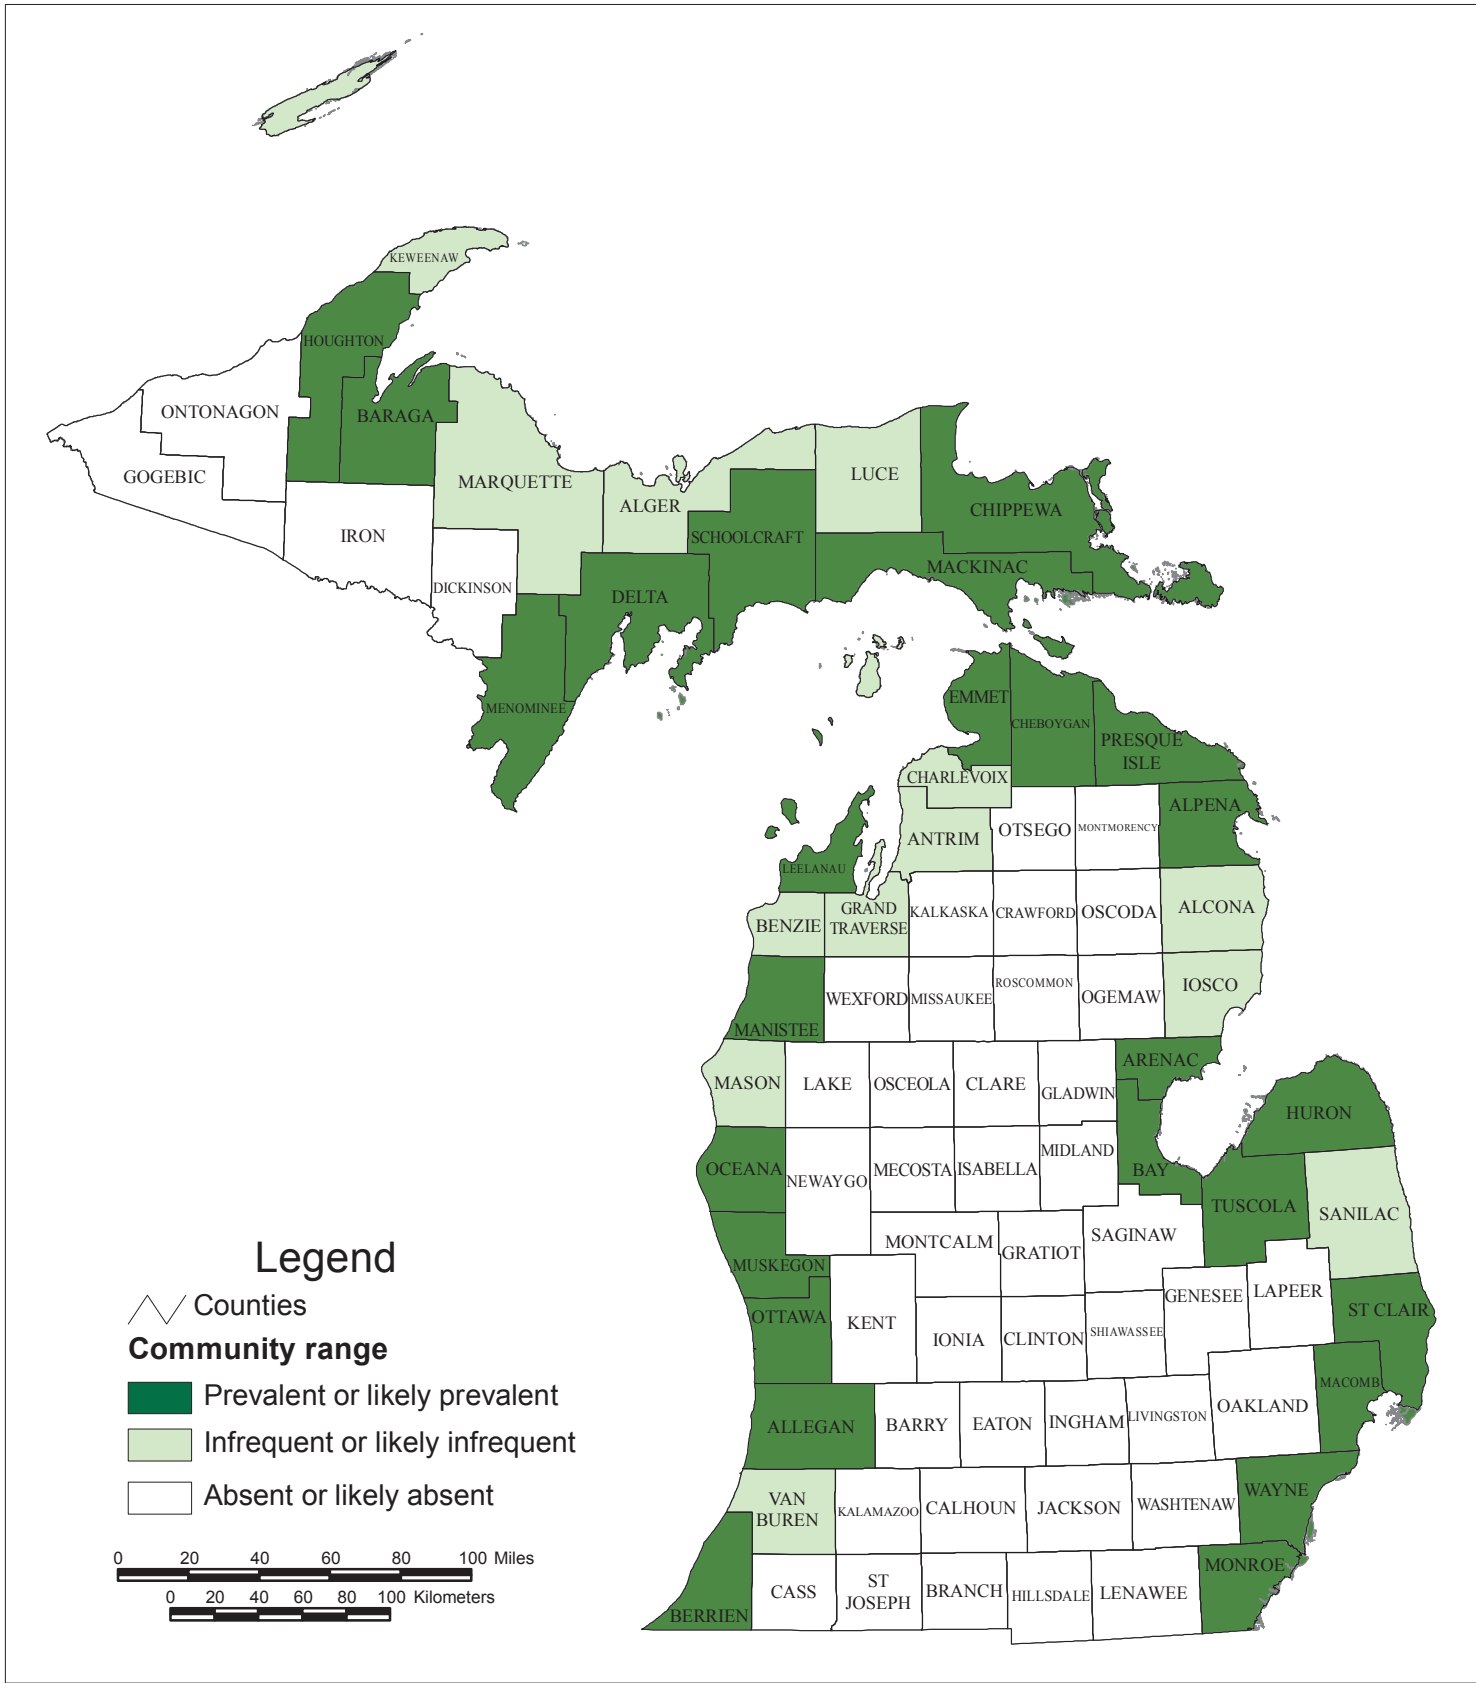 KEWEENAW
HOUGHTON
ONTONAGON
BARAGA
GOGEBIC
MARQUETTE
LUCE
ALGER
CHIPPEWA
IRON
SCHOOLCRAFT
MACKINAC
DICKINSON
DELTA
MENOMINEE
EMMET
CHEBOYGAN
PRESQUE
ISLE
CHARLEVOIX
ALPENA
ANTRIM
OTSEGO
MONTMORENCY
LEELANAU
BENZIE
GRAND
TRAVERSE
KALKASKA
CRAWFORD
OSCODA
ALCONA
MANISTEE
WEXFORD
MISSAUKEE
ROSCOMMON
OGEMAW
IOSCO
ARENAC
MASON
LAKE
OSCEOLA
CLARE
GLADWIN
HURON
OCEANA
NEWAYGO
MECOSTA
ISABELLA
MIDLAND
BAY
TUSCOLA
SANILAC
MONTCALM
GRATIOT
SAGINAW
MUSKEGON
GENESEE
LAPEER
ST CLAIR
OTTAWA
KENT
IONIA
CLINTON
SHIAWASSEE
MACOMB
ALLEGAN
BARRY
EATON
INGHAM
LIVINGSTON
OAKLAND
VAN
BUREN
KALAMAZOO
CALHOUN
JACKSON
WASHTENAW
WAYNE
BERRIEN
CASS
ST
JOSEPH
BRANCH
HILLSDALE
LENAWEE
MONROE
Legend
Counties
Community range
Prevalent or likely prevalent
Infrequent or likely infrequent
Absent or likely absent
0 20 40 60 80 100 Miles
0 20 40 60 80 100 Kilometers